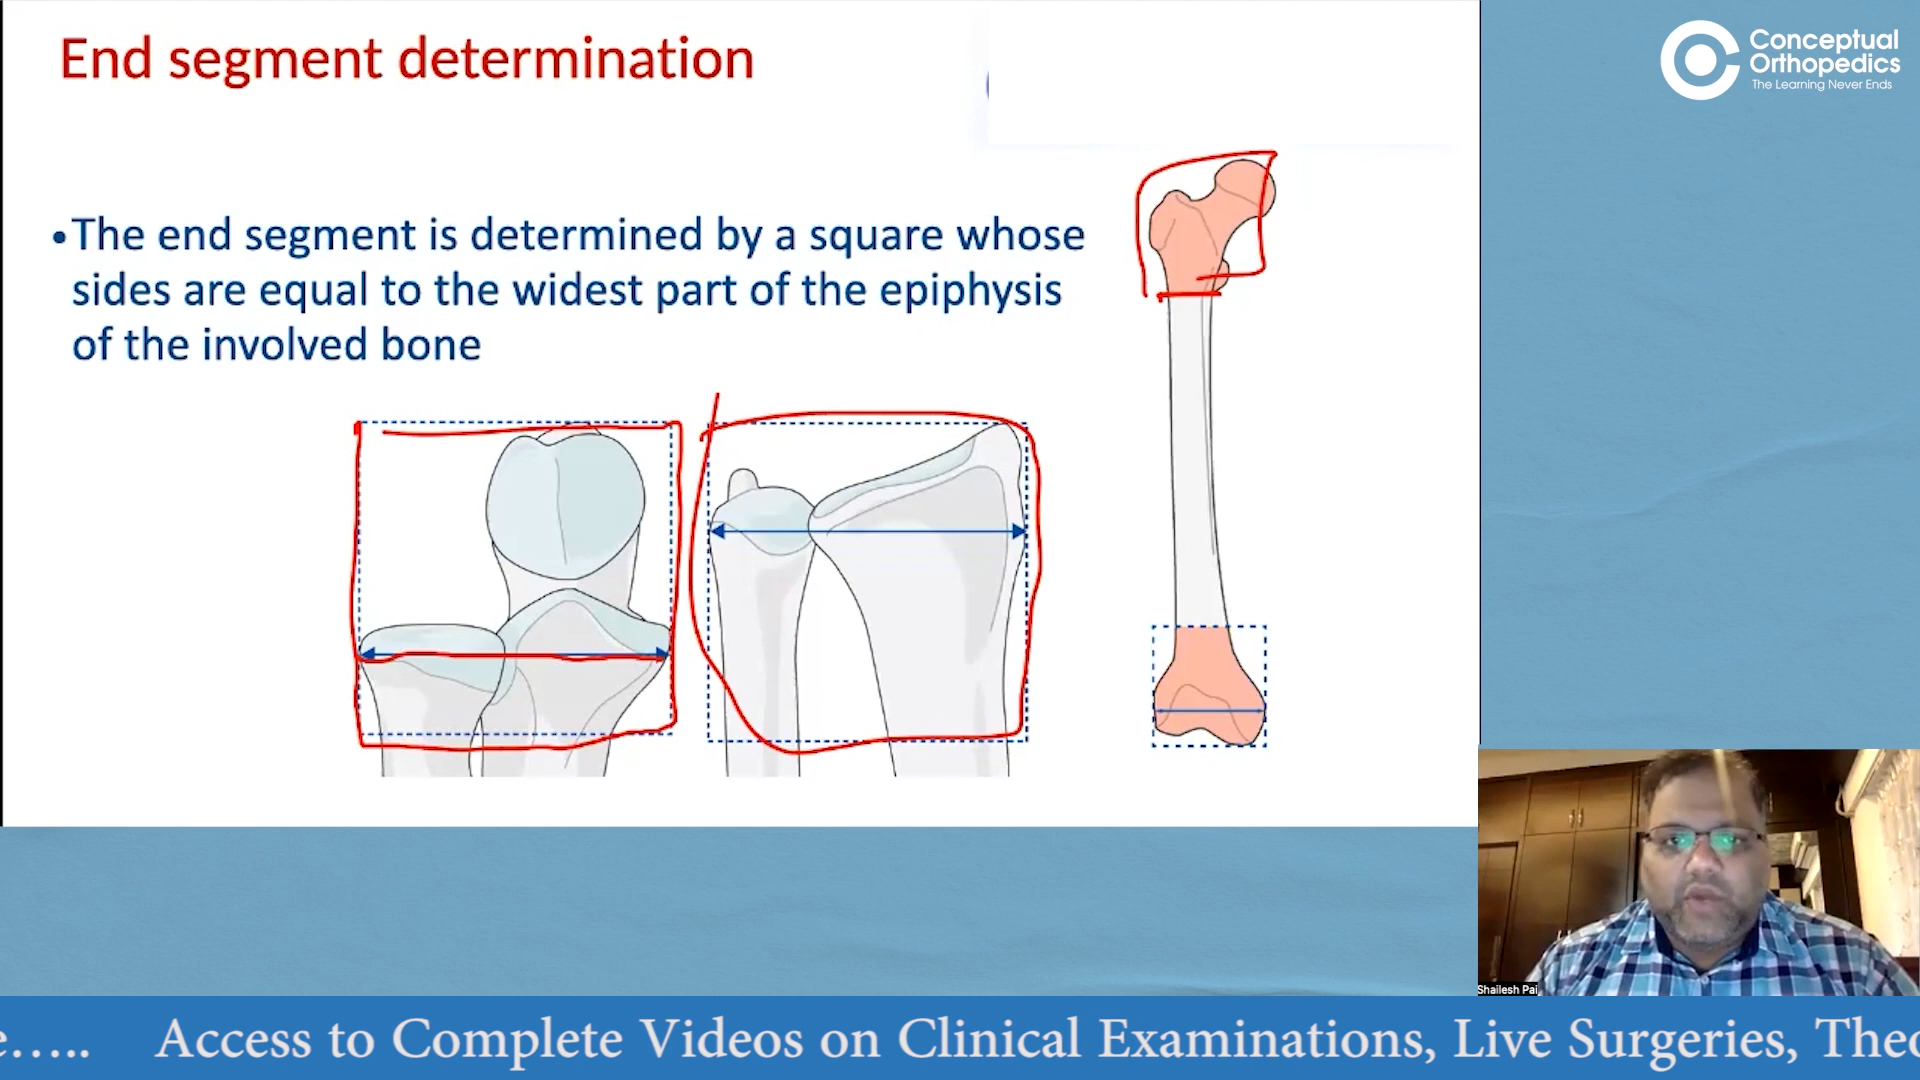 End segment determination
•The end segment is determined by a square whose
sides are equal to the widest part of the epiphysis
of the involved bone
Conceptual
Orthopedics
The Learning Never Ends
Shailesh Pai
e….. Access to Complete Videos on Clinical Examinations, Live Surgeries, Theo